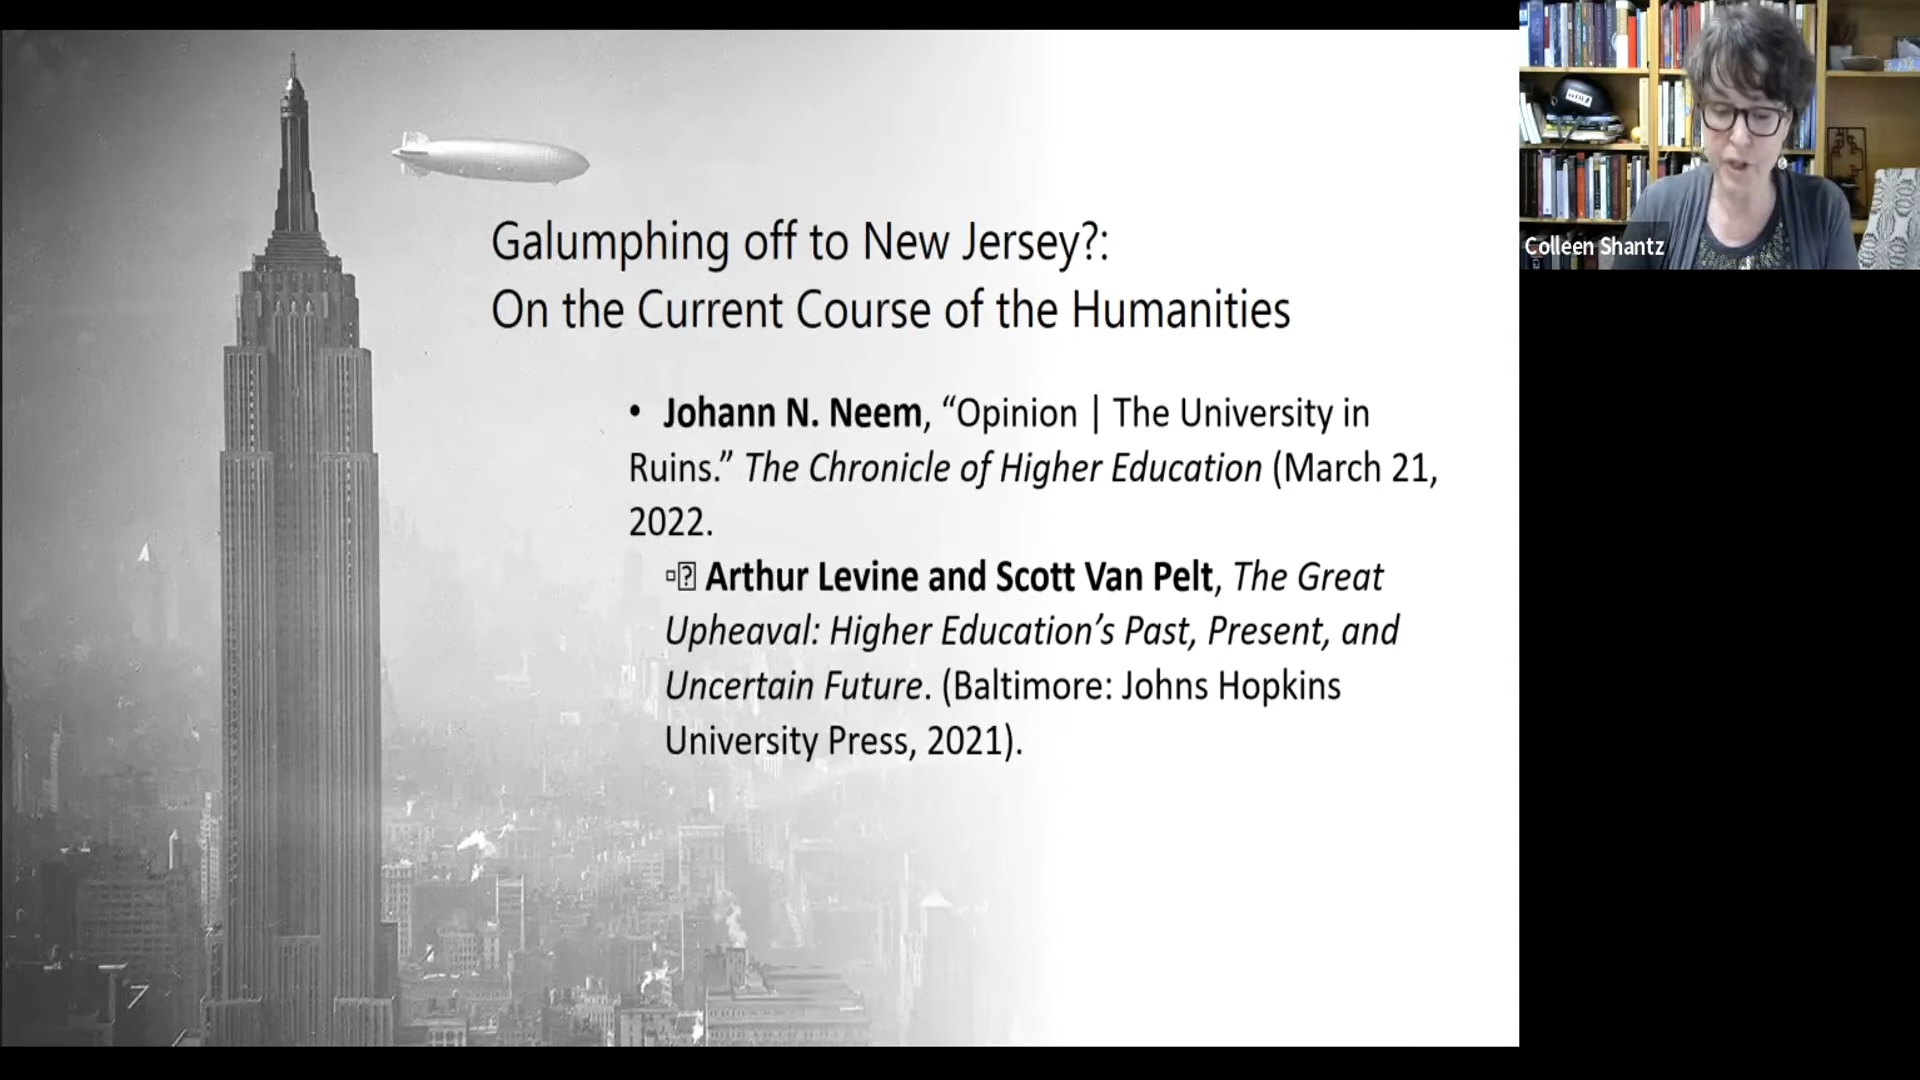 Galumphing off to New Jersey?:
On the Current Course of the Humanities
• Johann N. Neem, “Opinion | The University in
Ruins.” The Chronicle of Higher Education (March 21,
2022.
Arthur Levine and Scott Van Pelt, The Great
Upheaval: Higher Education’s Past, Present, and
Uncertain Future. (Baltimore: Johns Hopkins
University Press, 2021).
Colleen Shantz